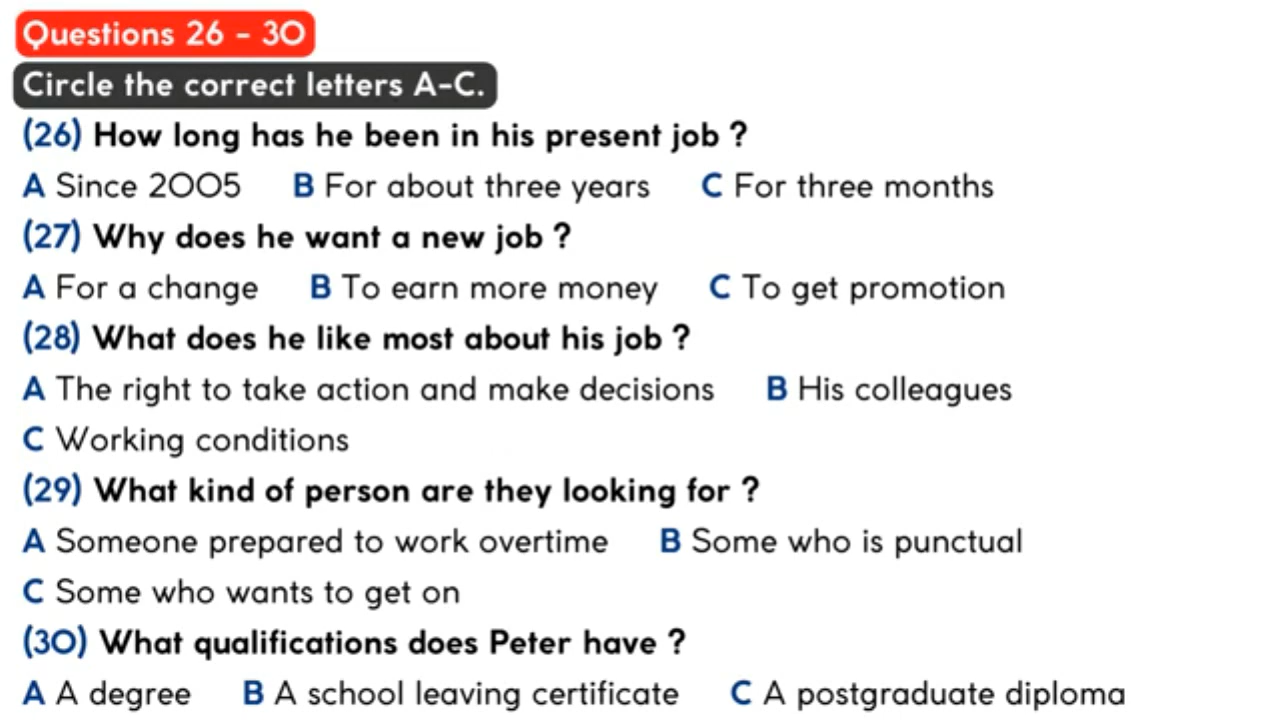 Questions 26 - 30
Circle the correct letters A-C.
(26) How long has he been in his present job ?
A Since 2005 B For about three years C For three months
(27) Why does he want a new job ?
A For a change B To earn more money C To get promotion
(28) What does he like most about his job ?
A The right to take action and make decisions B His colleagues
C Working conditions
(29) What kind of person are they looking for ?
A Someone prepared to work overtime B Some who is punctual
C Some who wants to get on
(30) What qualifications does Peter have ?
A A degree B A school leaving certificate C A postgraduate diploma